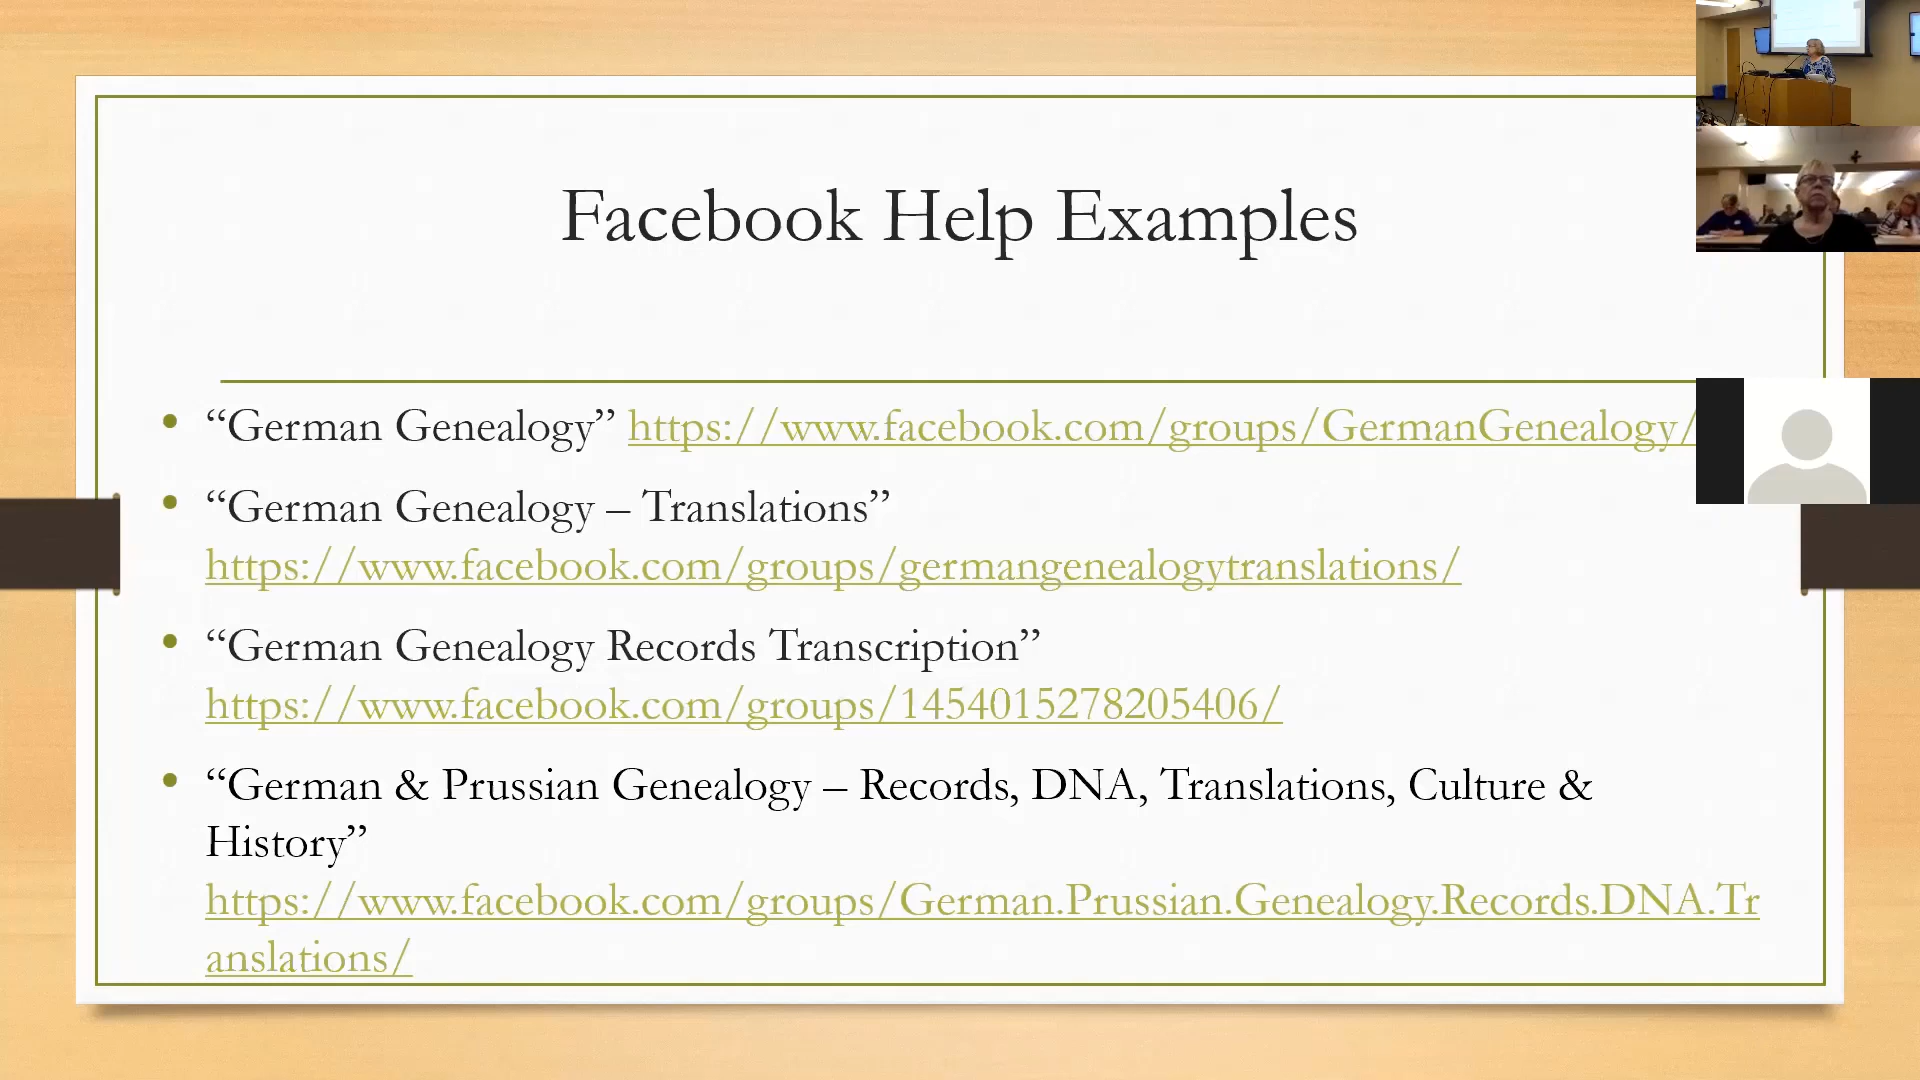 Facebook Help Examples
• “German Genealogy” https://www.facebook.com/groups/GermanGenealogy/
• “German Genealogy – Translations”
https://www.facebook.com/groups/germangenealogytranslations/
• “German Genealogy Records Transcription”
https://www.facebook.com/groups/1454015278205406/
• “German & Prussian Genealogy – Records, DNA, Translations, Culture &
History”
https://www.facebook.com/groups/German.Prussian.Genealogy.Records.DNA.Tr
anslations/